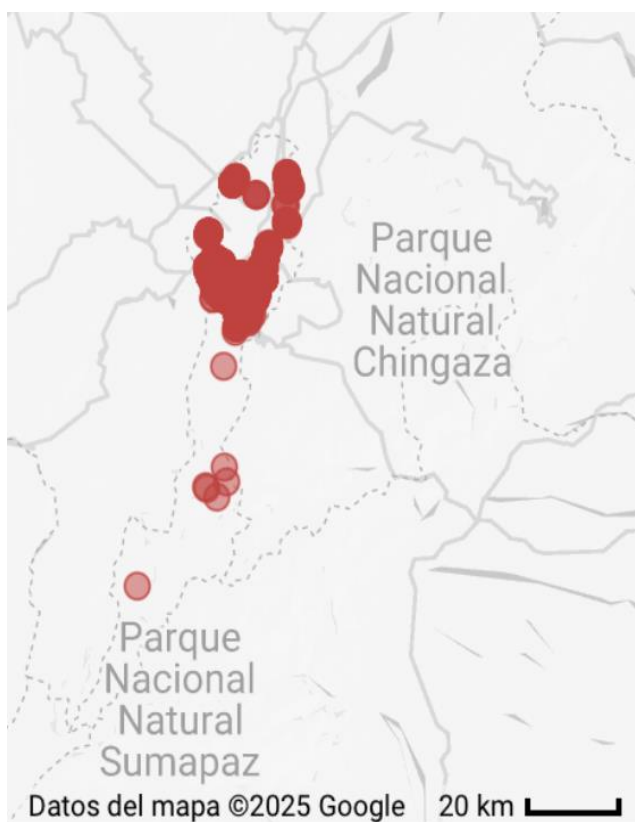 Parque
Nacional
Natural
Chingaza
Parque
Nacional
Natural
Sumapaz
Datos del mapa ©2025 Google 20 km